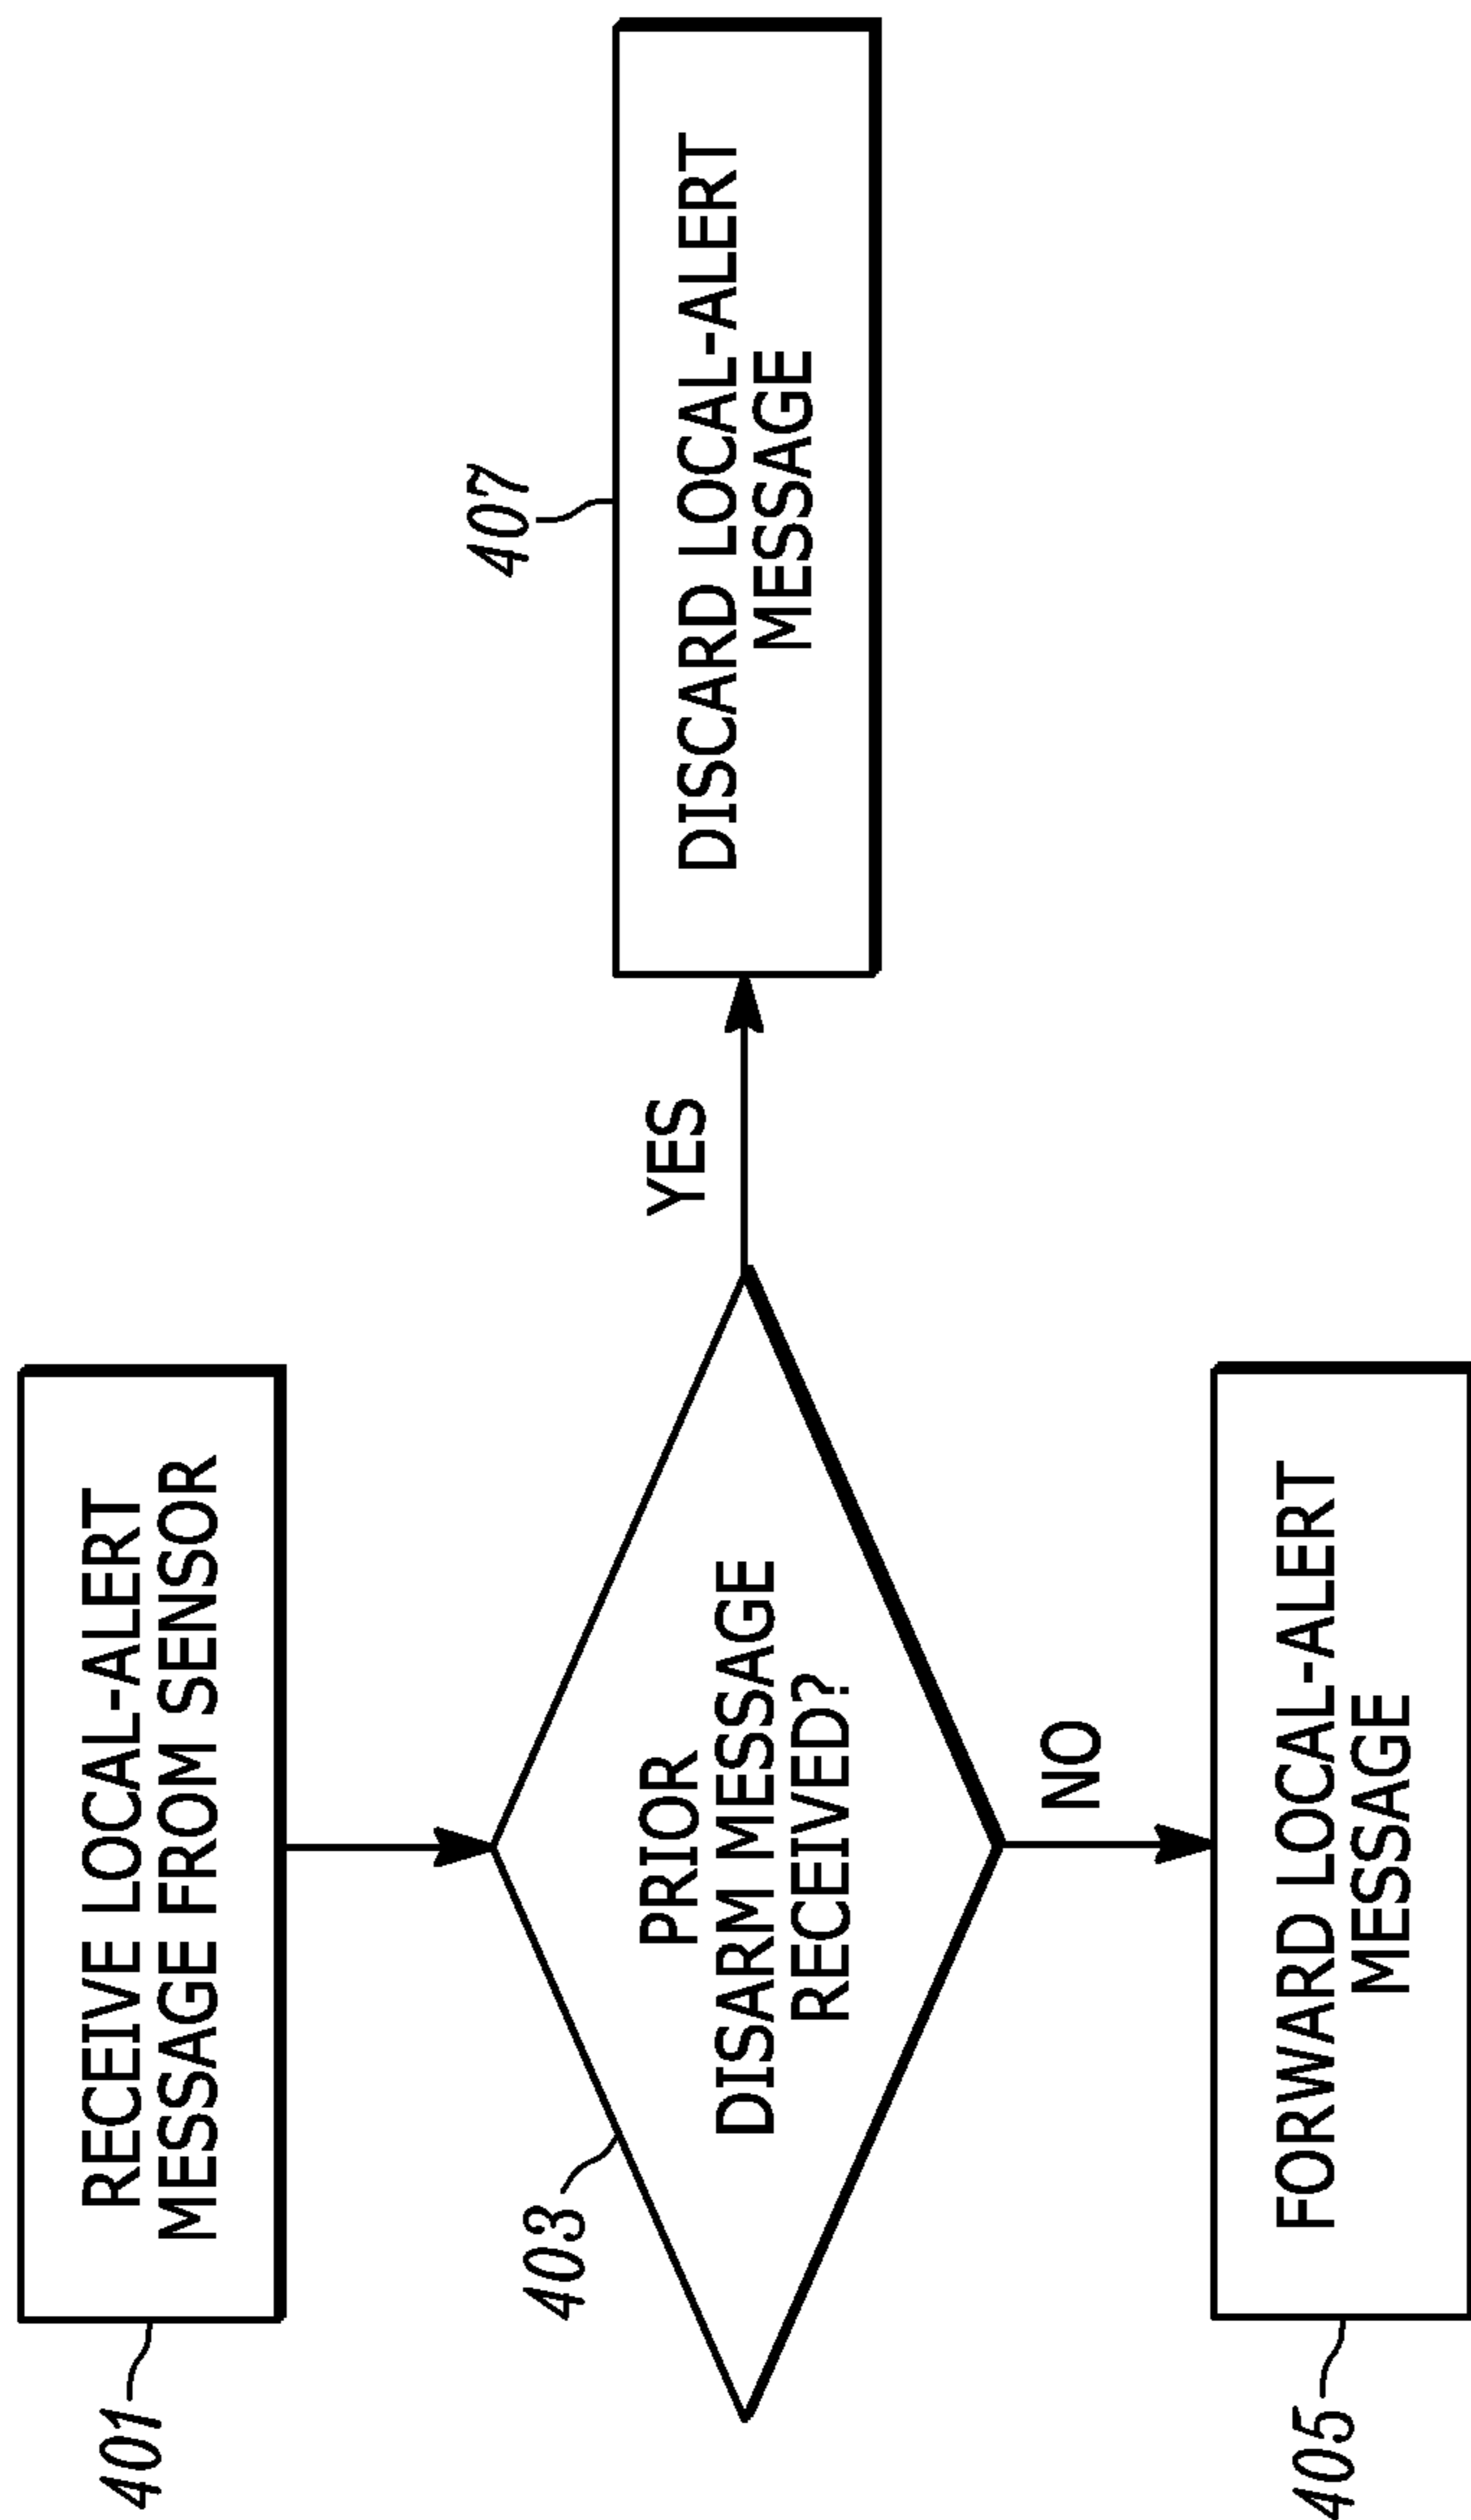 401
RECEIVE LOCAL-ALERT
MESSAGE FROM SENSOR
403
PRIOR
DISARM MESSAGE
RECEIVED?
YES
407
DISCARD LOCAL-ALERT
MESSAGE
NO
405
FORWARD LOCAL-ALERT
MESSAGE